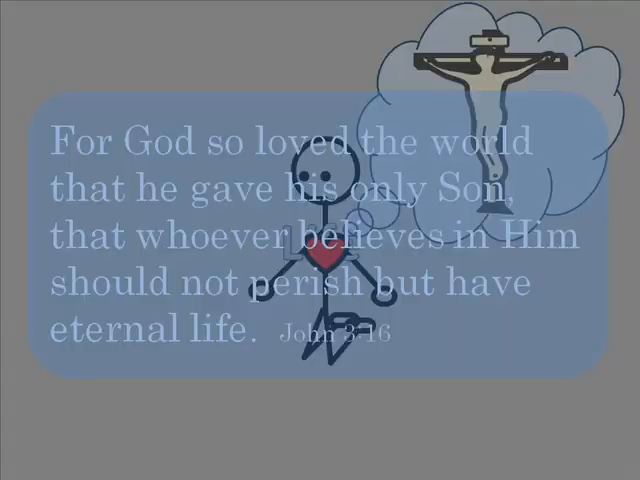 For God so loved the world
that he gave his only Son,
that whoever believes in Him
should not perish but have
eternal life. John 3:16